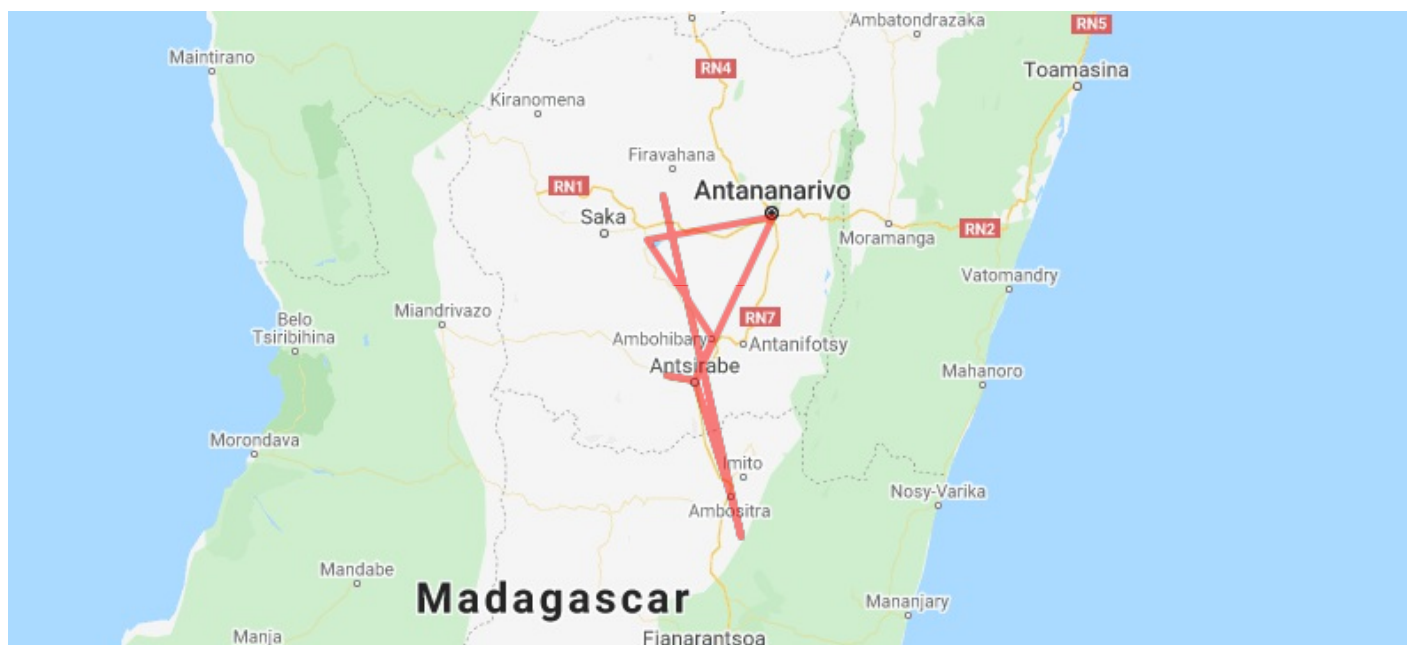 Ambatondrazaka
RN5
Maintirano
RN4
Toamasina
Kiranomena
Firavahana
RN1
Antananarivo
Saka
Moramanga
RN2
Vatomandry
Miandrivazo
Belo
Tsiribihina
RN7
Ambohibary
Antanifotsy
Antsirabe
Mahanoro
Morondava
Imito
Nosy-Varika
Ambositra
Mandabe
Madagascar
Mananjary
Manja
Fianarantsoa